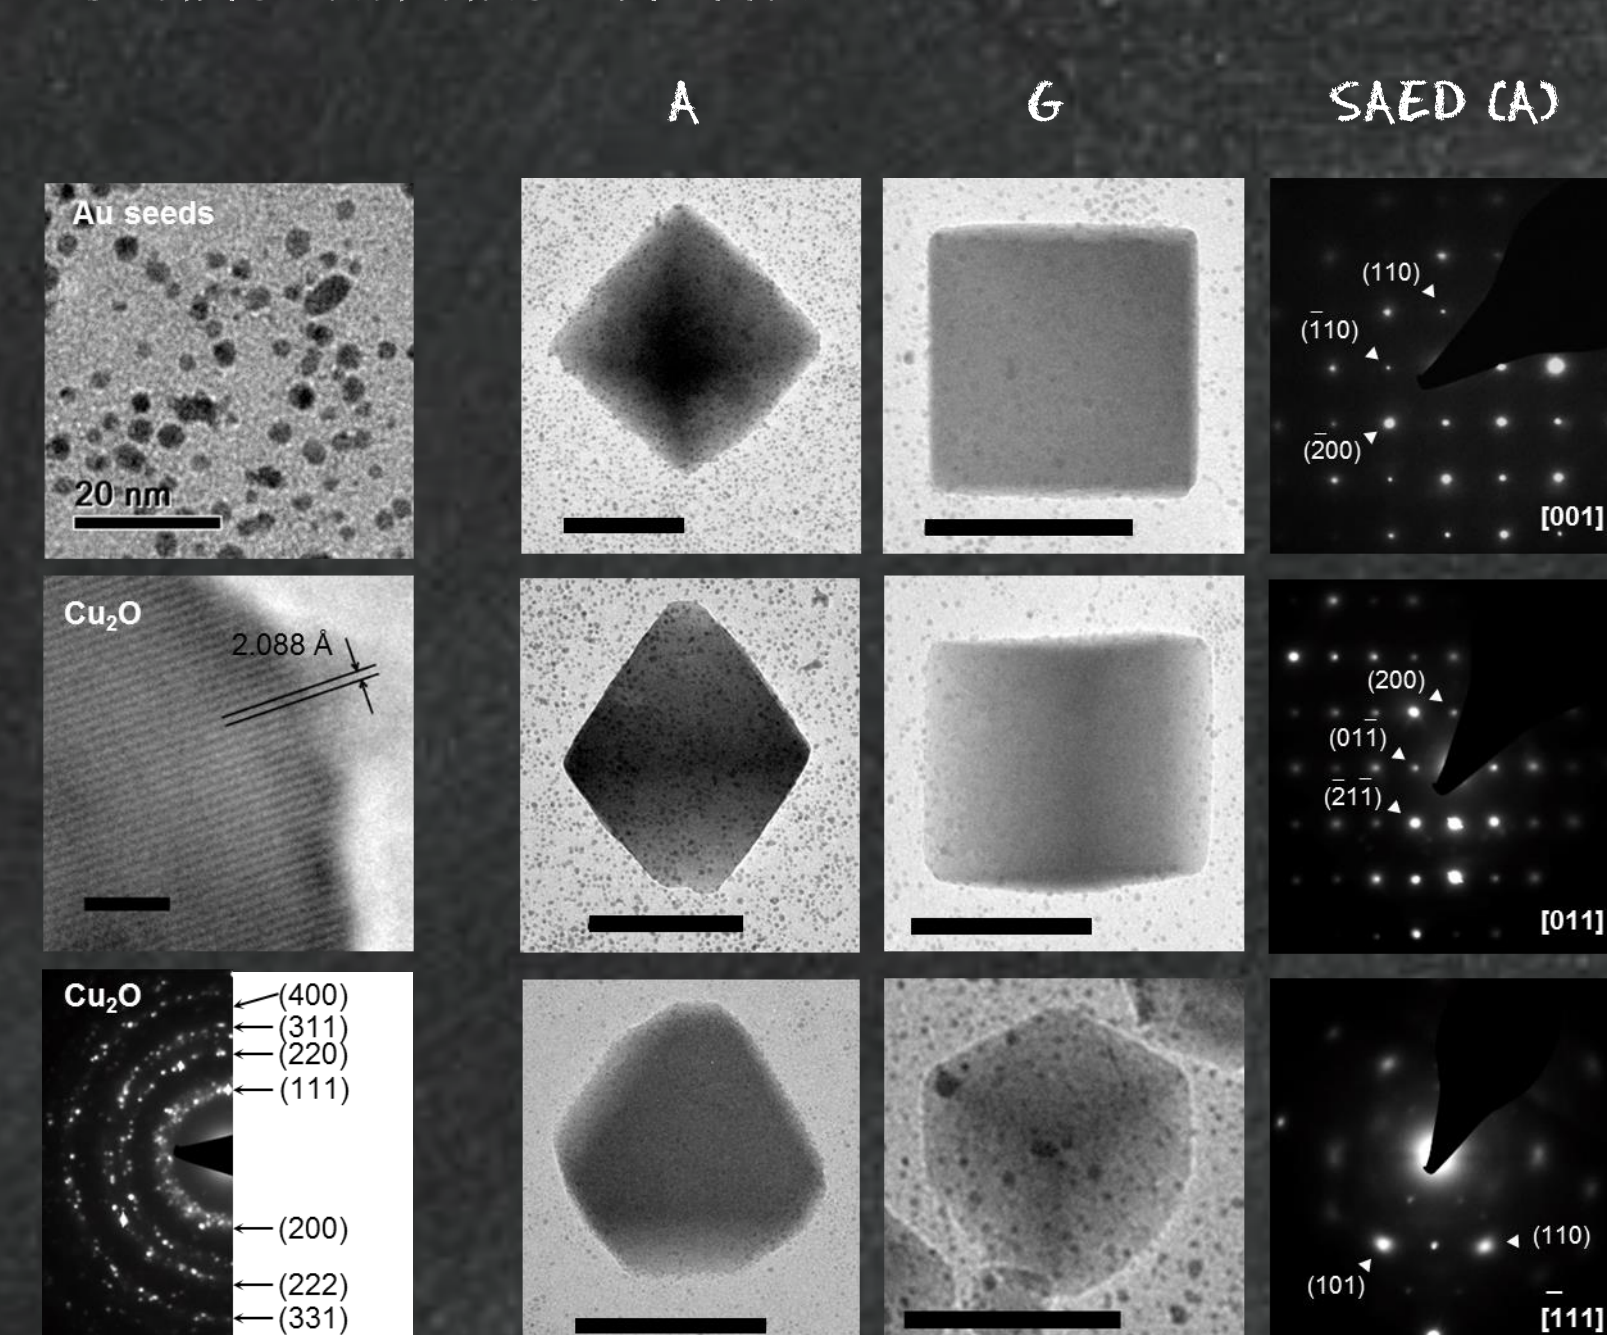 A
G
SAED (A)
Au seeds
20 nm
(110)
(1̅10)
(2̅00)
[001]
Cu₂O
2.088 Å
(200)
(011̅)
(2̅11̅)
[011]
Cu₂O
(400)
(311)
(220)
(111)
(200)
(222)
(331)
(110)
(101)
[1̅11]